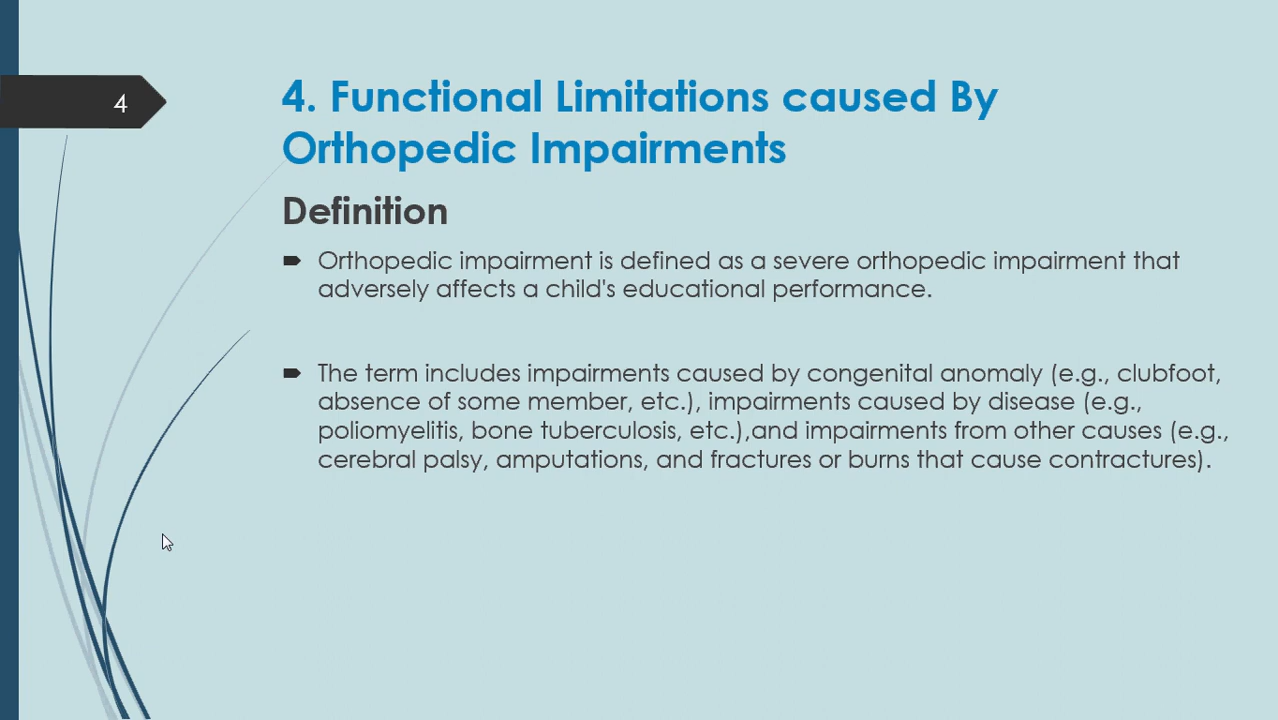 4
4. Functional Limitations caused By
Orthopedic Impairments
Definition
Orthopedic impairment is defined as a severe orthopedic impairment that
adversely affects a child's educational performance.
The term includes impairments caused by congenital anomaly (e.g., clubfoot,
absence of some member, etc.), impairments caused by disease (e.g.,
poliomyelitis, bone tuberculosis, etc.),and impairments from other causes (e.g.,
cerebral palsy, amputations, and fractures or burns that cause contractures).